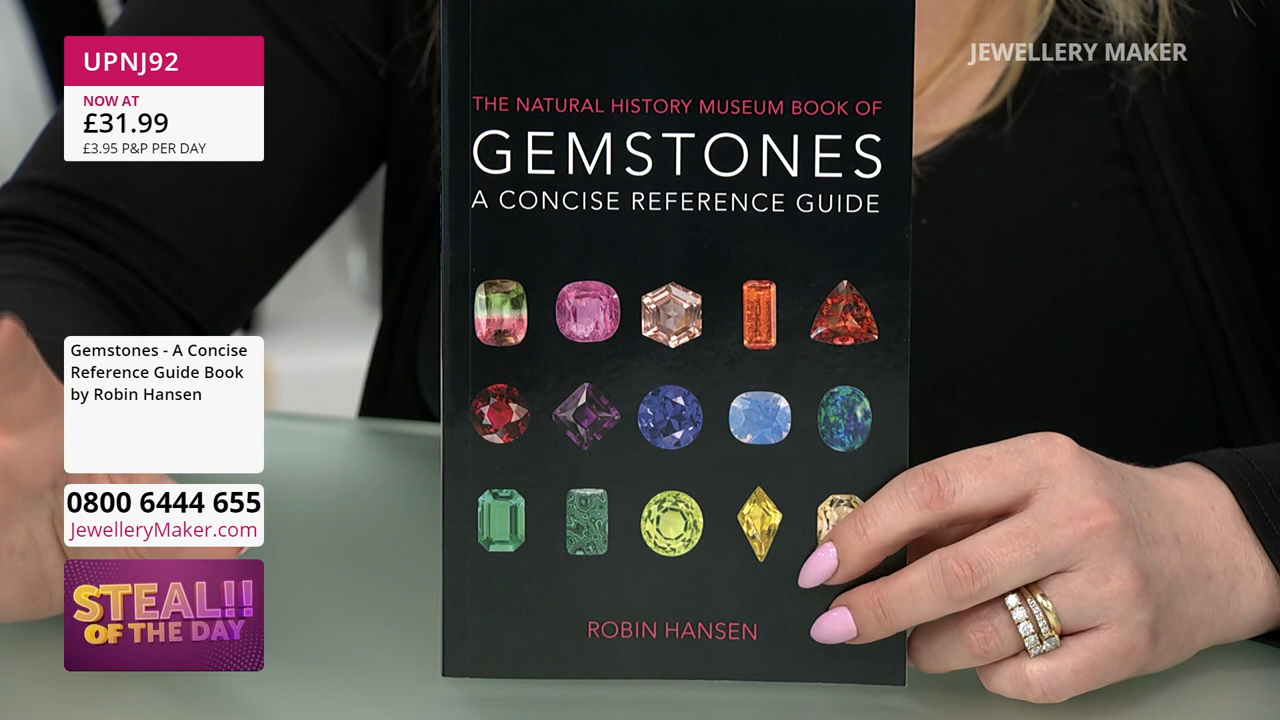 UPNJ92
NOW AT
£31.99
£3.95 P&P PER DAY
JEWELLERY MAKER
THE NATURAL HISTORY MUSEUM BOOK OF
GEMSTONES
A CONCISE REFERENCE GUIDE
ROBIN HANSEN
Gemstones - A Concise
Reference Guide Book
by Robin Hansen
0800 6444 655
JewelleryMaker.com
STEAL!!
OF THE DAY